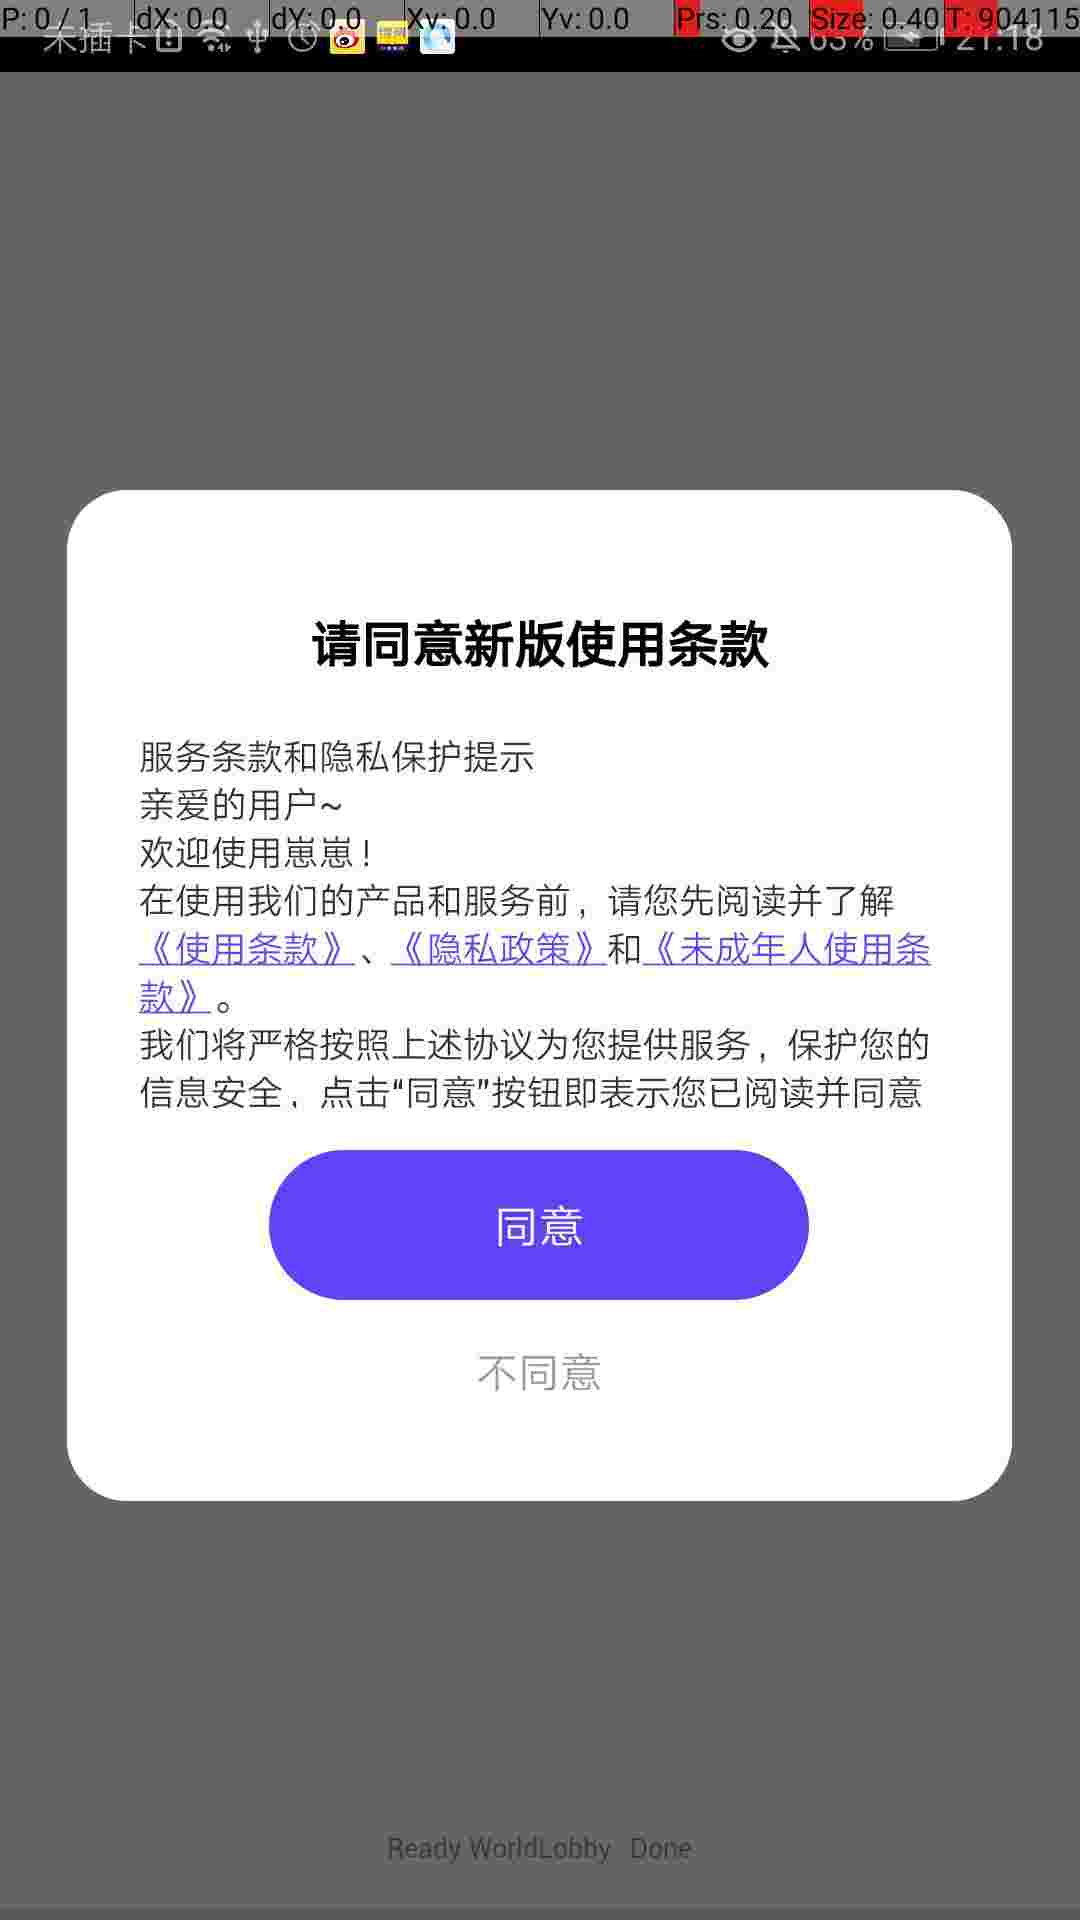 P: 0 / 1 dX: 0.0 dY: 0.0 Xv: 0.0 Yv: 0.0 Prs: 0.20 Size: 0.40 T: 904115
未插卡 63% 21:18
请同意新版使用条款
服务条款和隐私保护提示
亲爱的用户~
欢迎使用崽崽！
在使用我们的产品和服务前，请您先阅读并了解
《使用条款》、《隐私政策》和《未成年人使用条
款》。
我们将严格按照上述协议为您提供服务，保护您的
信息安全，点击“同意”按钮即表示您已阅读并同意
同意
不同意
Ready WorldLobby Done